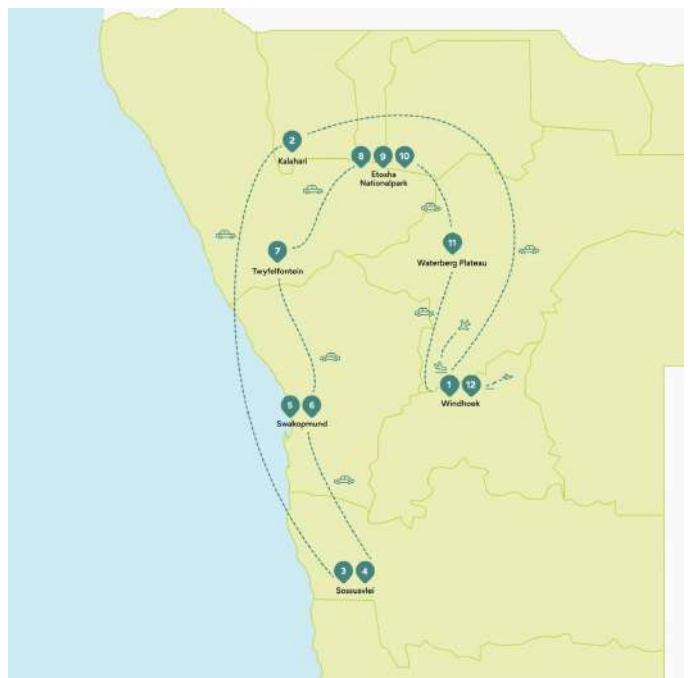 2
Kalahari
8 9 10
Etosha
Nationalpark
7
Twyfelfontein
11
Waterberg Plateau
5 6
Swakopmund
1 12
Windhoek
3 4
Sossusvlei